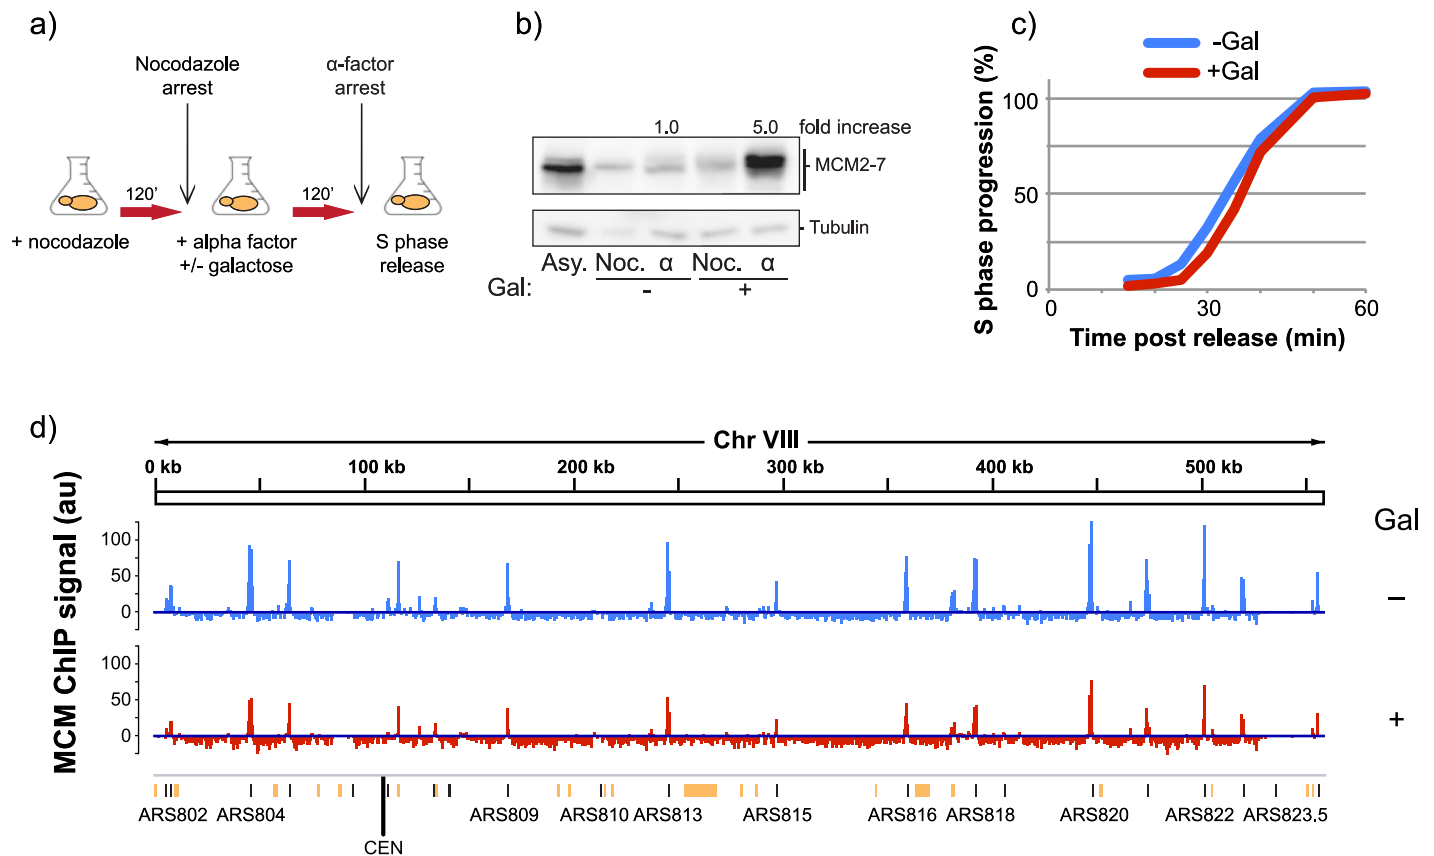 a)
Nocodazole
arrest
α-factor
arrest
120'
120'
+ nocodazole
+ alpha factor
+/- galactose
S phase
release
b)
1.0
5.0
fold increase
MCM2-7
Tubulin
Asy.
Noc.
α
Noc.
α
Gal:
-
+
c)
-Gal
+Gal
S phase progression (%)
100
50
0
0
30
60
Time post release (min)
d)
Chr VIII
0 kb
100 kb
200 kb
300 kb
400 kb
500 kb
MCM ChIP signal (au)
100
50
0
100
50
0
Gal
–
+
ARS802
ARS804
ARS809
ARS810
ARS813
ARS815
ARS816
ARS818
ARS820
ARS822
ARS823.5
CEN